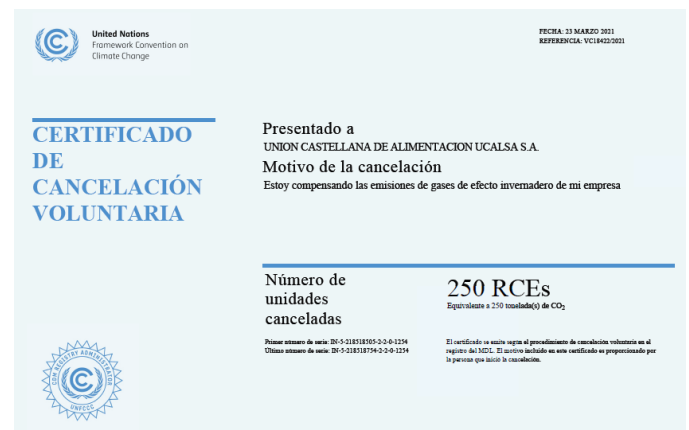 United Nations
Framework Convention on
Climate Change
FECHA: 23 MARZO 2021
REFERENCIA: VC18422/2021
CERTIFICADO
DE
CANCELACIÓN
VOLUNTARIA
Presentado a
UNION CASTELLANA DE ALIMENTACION UCALSA S.A.
Motivo de la cancelación
Estoy compensando las emisiones de gases de efecto invernadero de mi empresa
Número de
unidades
canceladas
250 RCEs
Equivalente a 250 tonelada(s) de CO₂
Primer número de serie: IN-5-218518505-2-2-0-1254
Último número de serie: IN-5-218518754-2-2-0-1254
El certificado se emite según el procedimiento de cancelación voluntaria en el
registro del MDL. El motivo incluido en este certificado es proporcionado por
la persona que inició la cancelación.
CDM REGISTRY ADMINISTRATOR
UNFCCC